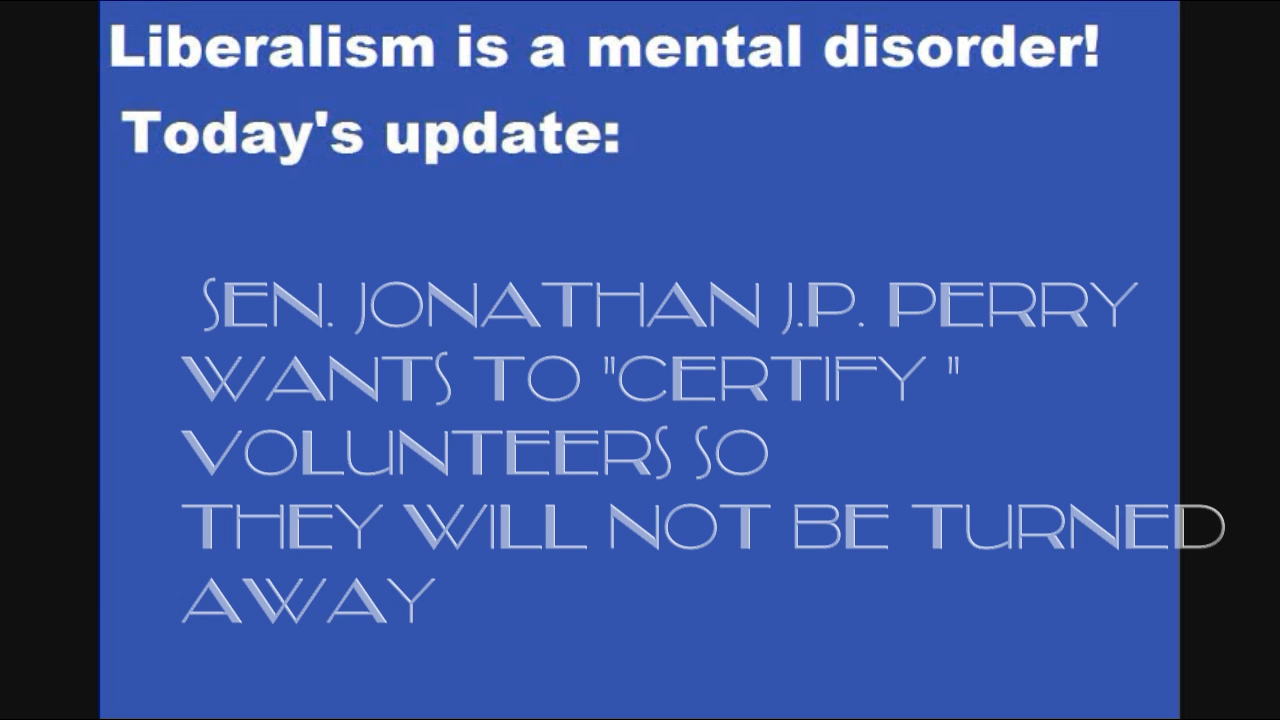 Liberalism is a mental disorder!
Today's update:
SEN. JONATHAN J.P. PERRY
WANTS TO "CERTIFY "
VOLUNTEERS SO
THEY WILL NOT BE TURNED
AWAY